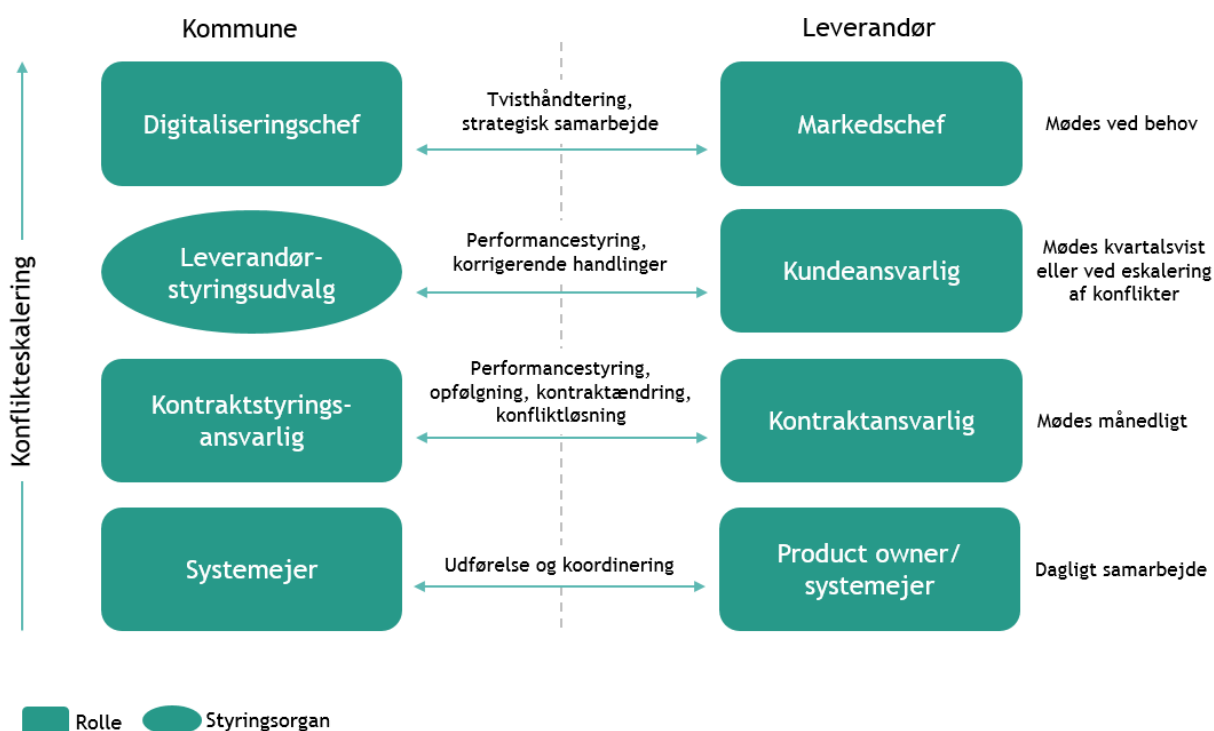 Kommune
Leverandør
Digitaliseringschef
Tvisthåndtering,
strategisk samarbejde
Markedschef
Mødes ved behov
Leverandør-
styringsudvalg
Performancestyring,
korrigerende handlinger
Kundeansvarlig
Mødes kvartalsvist
eller ved eskalering
af konflikter
Kontraktstyrings-
ansvarlig
Performancestyring,
opfølgning, kontraktændring,
konfliktløsning
Kontraktansvarlig
Mødes månedligt
Systemejer
Udførelse og koordinering
Product owner/
systemejer
Dagligt samarbejde
Konflikteskalering
Rolle
Styringsorgan